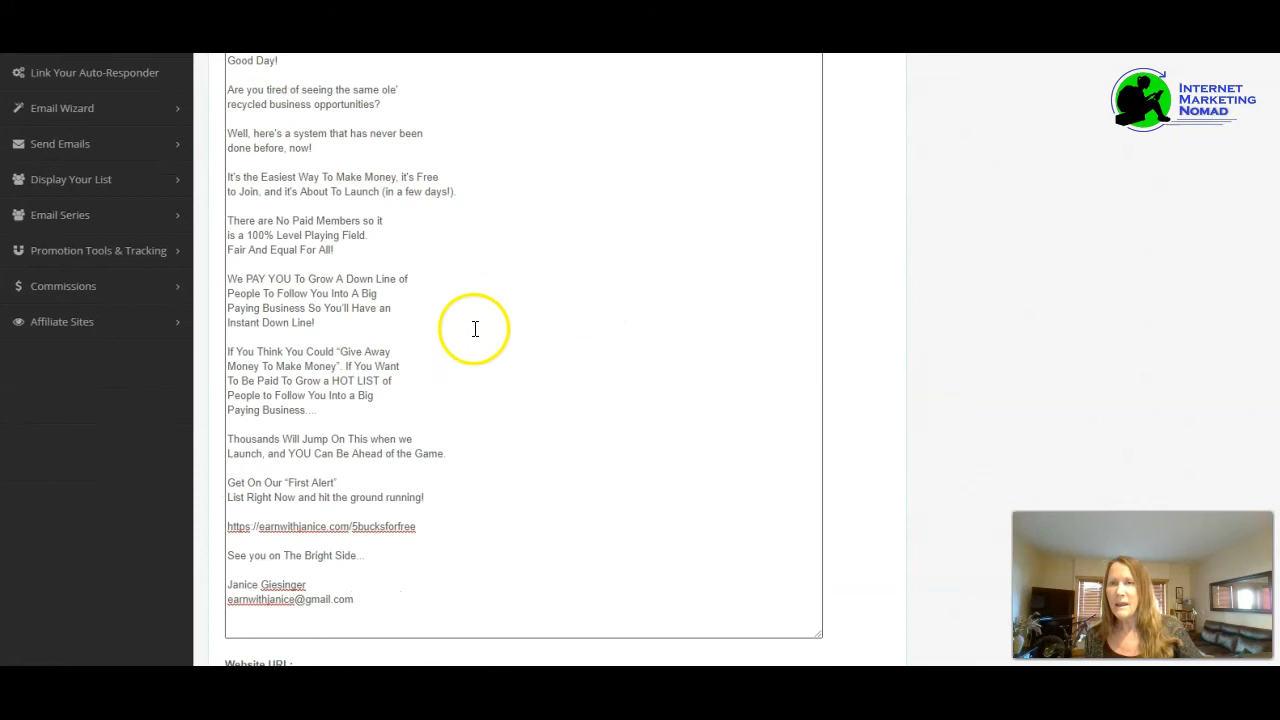 Link Your Auto-Responder
Email Wizard
Send Emails
Display Your List
Email Series
Promotion Tools & Tracking
Commissions
Affiliate Sites
Good Day!
Are you tired of seeing the same ole'
recycled business opportunities?
Well, here's a system that has never been
done before, now!
It's the Easiest Way To Make Money, it's Free
to Join, and it's About To Launch (in a few days!).
There are No Paid Members so it
is a 100% Level Playing Field.
Fair And Equal For All!
We PAY YOU To Grow A Down Line of
People To Follow You Into A Big
Paying Business So You'll Have an
Instant Down Line!
If You Think You Could “Give Away
Money To Make Money”. If You Want
To Be Paid To Grow a HOT LIST of
People to Follow You Into a Big
Paying Business....
Thousands Will Jump On This when we
Launch, and YOU Can Be Ahead of the Game.
Get On Our “First Alert”
List Right Now and hit the ground running!
https://earnwithjanice.com/5bucksforfree
See you on The Bright Side...
Janice Giesinger
earnwithjanice@gmail.com
Website URL:
INTERNET
MARKETING
NOMAD